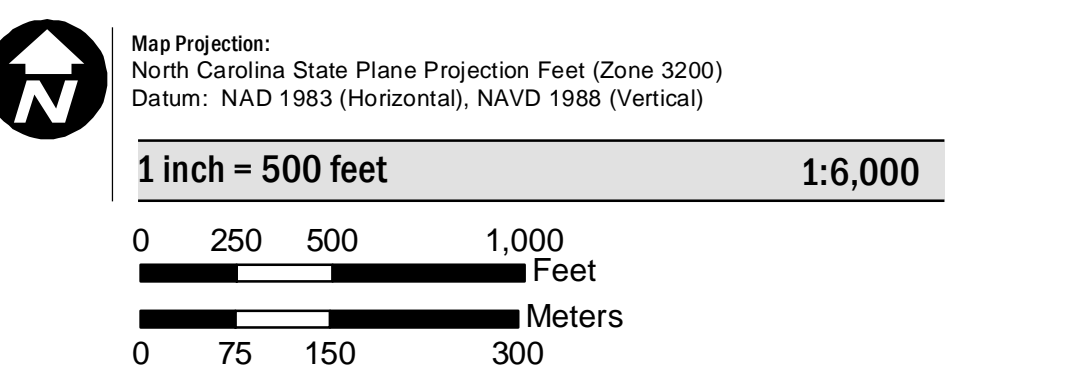 N
Map Projection:
North Carolina State Plane Projection Feet (Zone 3200)
Datum: NAD 1983 (Horizontal), NAVD 1988 (Vertical)
1 inch = 500 feet 1:6,000
0 250 500 1,000
Feet
Meters
0 75 150 300